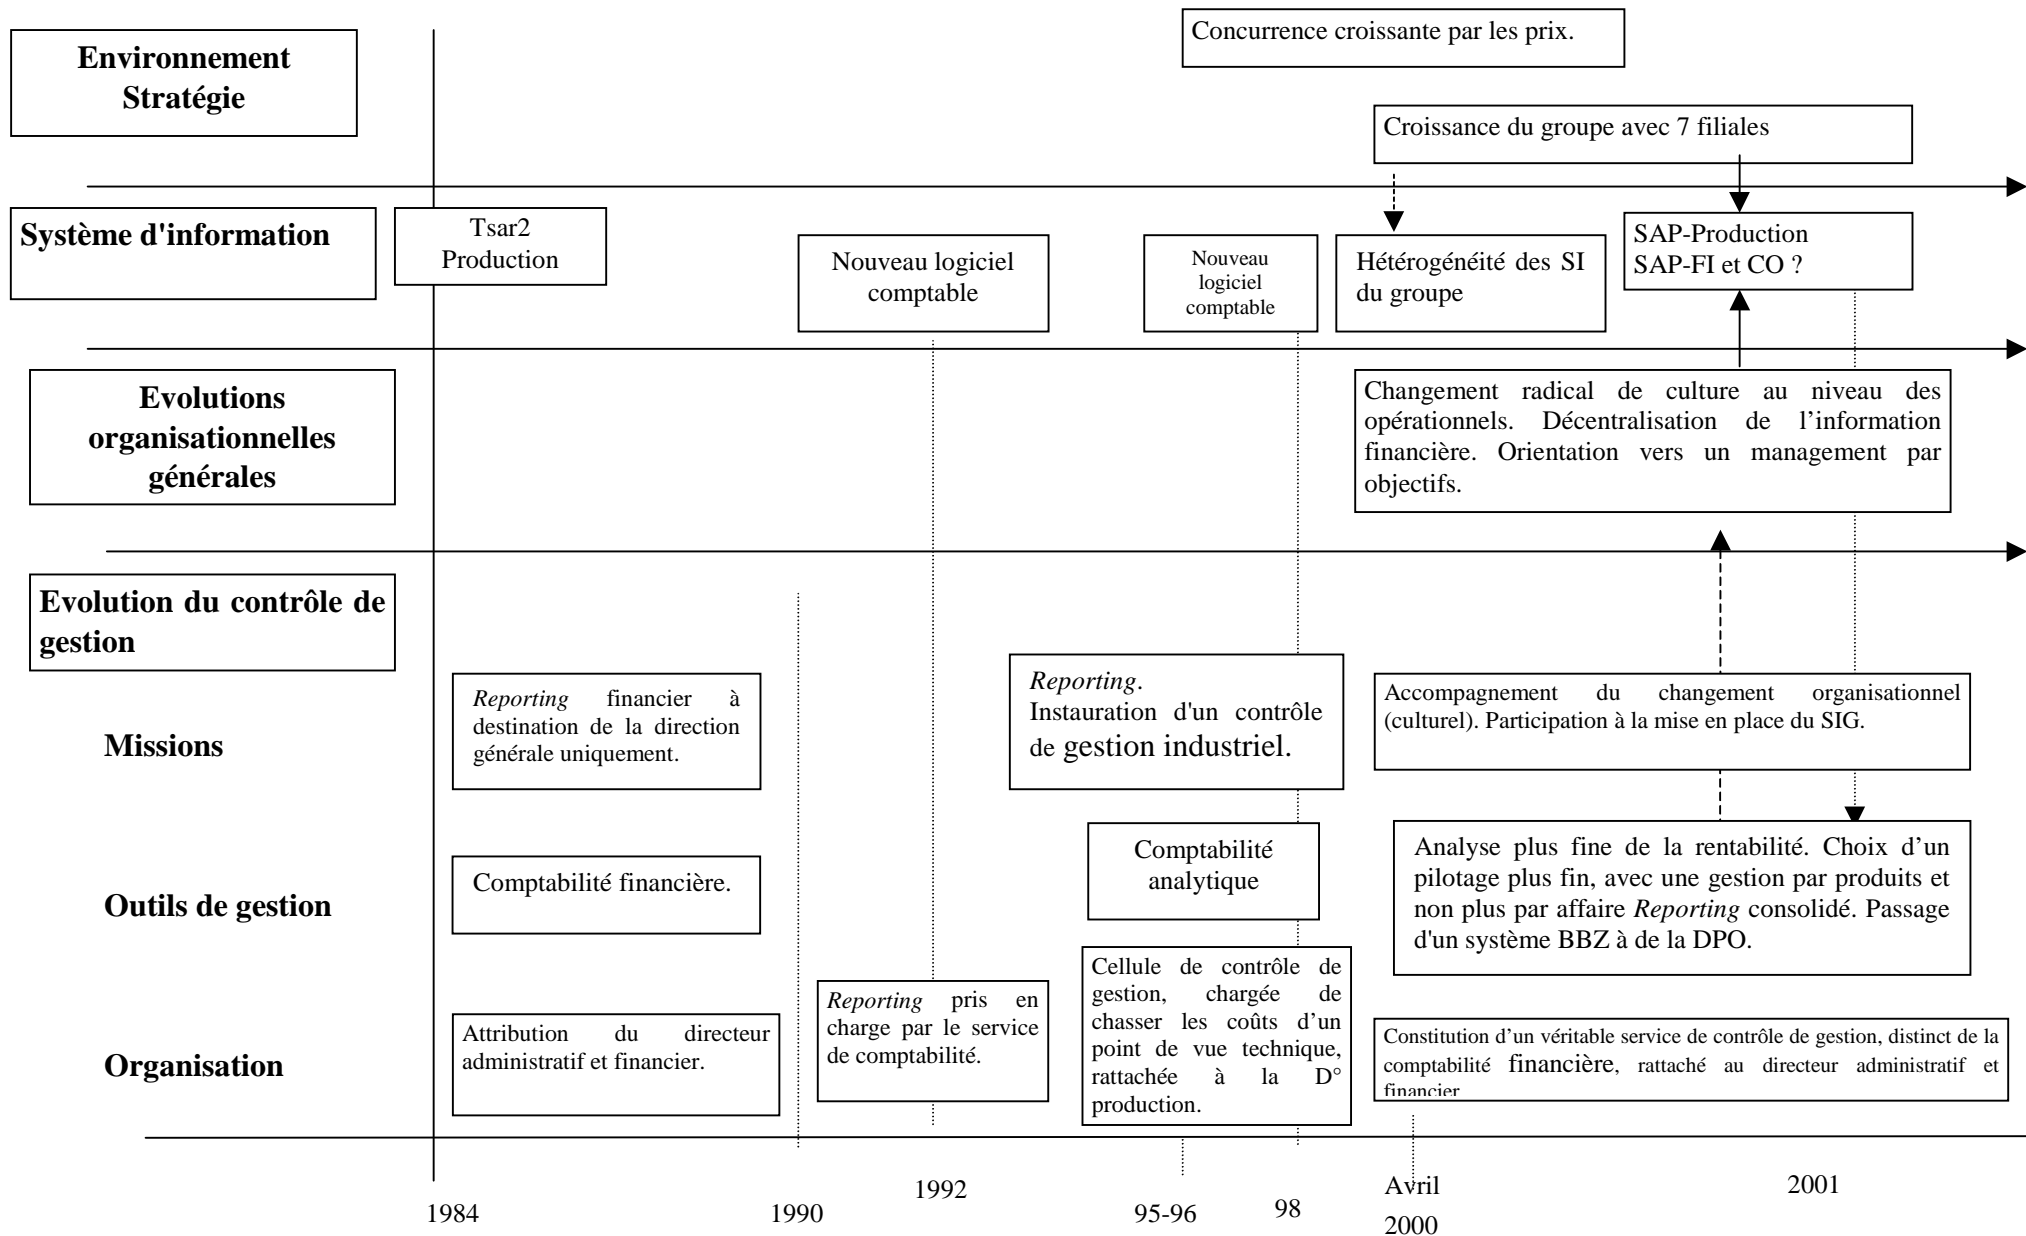 Concurrence croissante par les prix.
Environnement
Stratégie
Croissance du groupe avec 7 filiales
Système d'information
Tsar2
Production
Nouveau logiciel
comptable
Nouveau
logiciel
comptable
Hétérogénéité des SI
du groupe
SAP-Production
SAP-FI et CO ?
Evolutions
organisationnelles
générales
Changement radical de culture au niveau des
opérationnels. Décentralisation de l’information
financière. Orientation vers un management par
objectifs.
Evolution du contrôle de
gestion
Missions
Reporting financier à
destination de la direction
générale uniquement.
Reporting.
Instauration d'un contrôle
de gestion industriel.
Accompagnement du changement organisationnel
(culturel). Participation à la mise en place du SIG.
Outils de gestion
Comptabilité financière.
Comptabilité
analytique
Analyse plus fine de la rentabilité. Choix d’un
pilotage plus fin, avec une gestion par produits et
non plus par affaire Reporting consolidé. Passage
d'un système BBZ à de la DPO.
Organisation
Attribution du directeur
administratif et financier.
Reporting pris en
charge par le service
de comptabilité.
Cellule de contrôle de
gestion, chargée de
chasser les coûts d’un
point de vue technique,
rattachée à la D°
production.
Constitution d’un véritable service de contrôle de gestion, distinct de la
comptabilité financière, rattaché au directeur administratif et
financier
1984
1990
1992
95-96
98
Avril
2000
2001